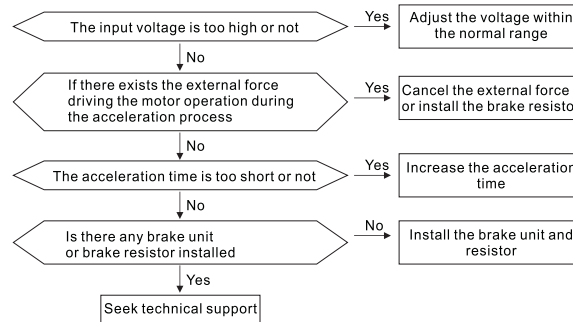 The input voltage is too high or not
Yes
Adjust the voltage within
the normal range
No
If there exists the external force
driving the motor operation during
the acceleration process
Yes
Cancel the external force
or install the brake resisto
No
The acceleration time is too short or not
Yes
Increase the acceleration
time
No
Is there any brake unit
or brake resistor installed
No
Install the brake unit and
resistor
Yes
Seek technical support